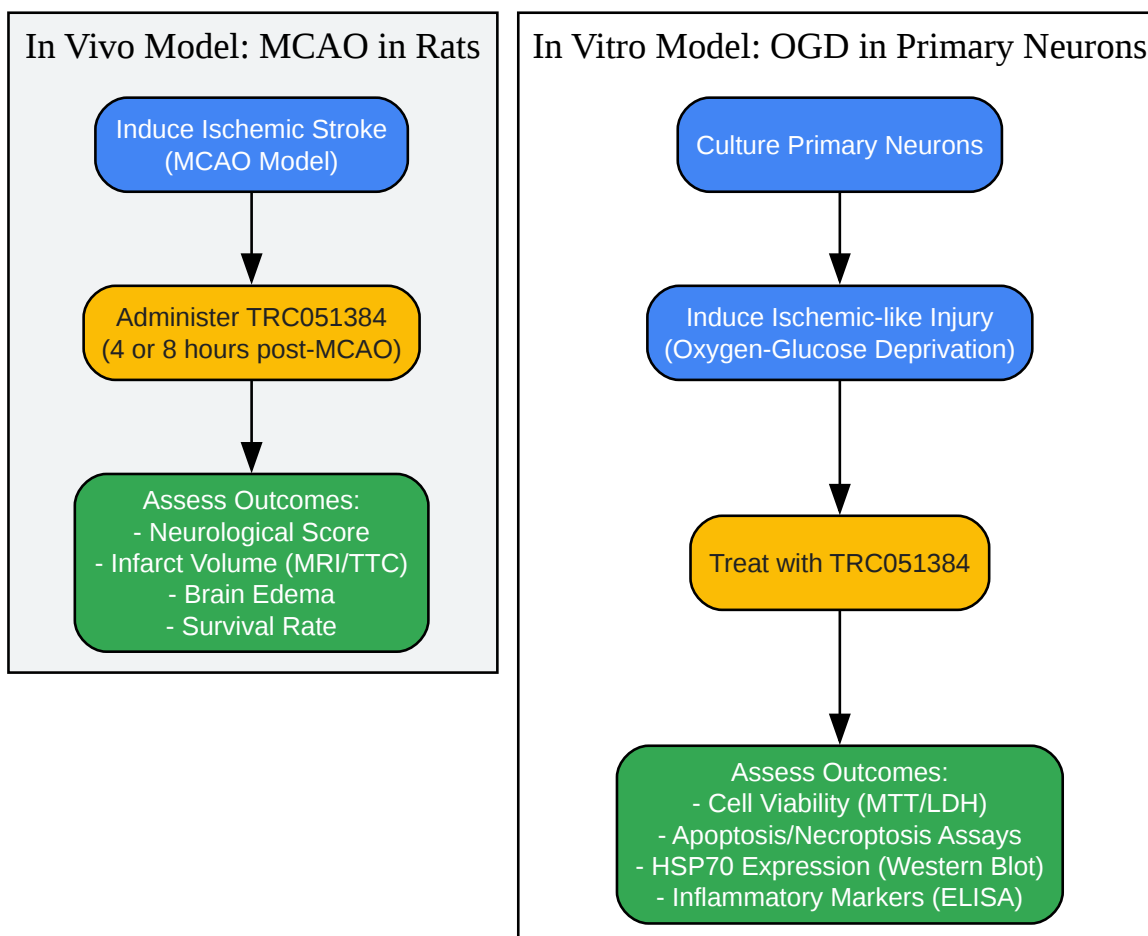 In Vivo Model: MCAO in Rats
Induce Ischemic Stroke
(MCAO Model)
Administer TRC051384
(4 or 8 hours post-MCAO)
Assess Outcomes:
- Neurological Score
- Infarct Volume (MRI/TTC)
- Brain Edema
- Survival Rate
In Vitro Model: OGD in Primary Neurons
Culture Primary Neurons
Induce Ischemic-like Injury
(Oxygen-Glucose Deprivation)
Treat with TRC051384
Assess Outcomes:
- Cell Viability (MTT/LDH)
- Apoptosis/Necroptosis Assays
- HSP70 Expression (Western Blot)
- Inflammatory Markers (ELISA)